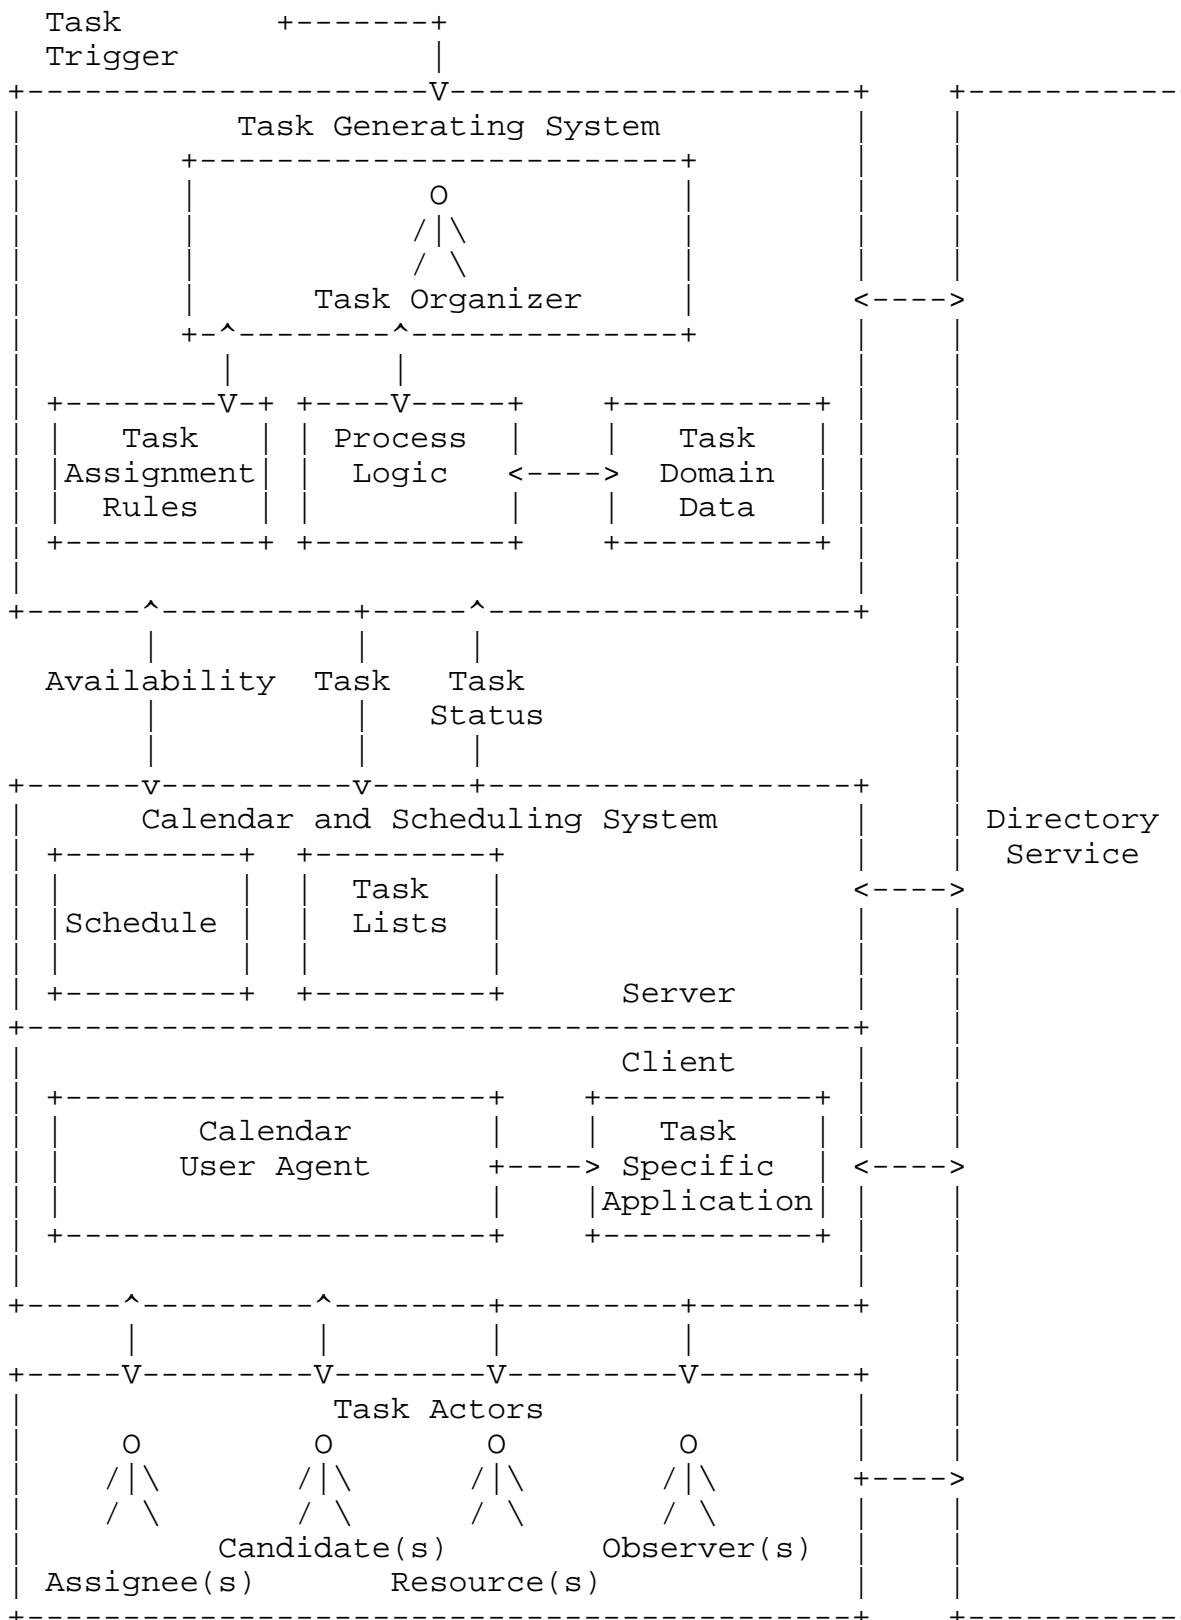 Task
Trigger
Task Generating System
Task Organizer
Task Process Task
Assignment Logic Domain
Rules Data
Availability Task Task
Status
Calendar and Scheduling System Directory
Service
Task
Schedule Lists
Server
Client
Calendar Task
User Agent Specific
Application
Task Actors
Candidate(s) Observer(s)
Assignee(s) Resource(s)